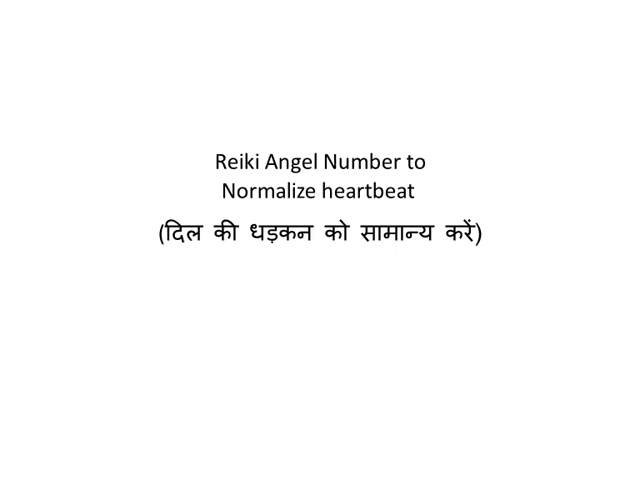 Reiki Angel Number to
Normalize heartbeat
(दिल की धड़कन को सामान्य करें)